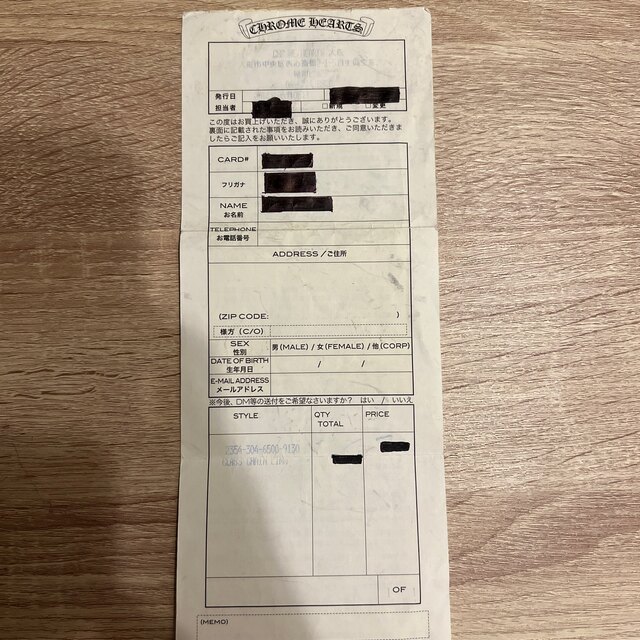 CHROME HEARTS
発行日
担当者 □新規 □変更
この度はお買上げいただき、誠にありがとうございます。
裏面に記載された事項をお読みいただき、ご同意いただきま
したらご記入をお願いいたします。
CARD#
フリガナ
NAME
お名前
TELEPHONE
お電話番号
ADDRESS /ご住所
(ZIP CODE: )
様方 (C/O)
SEX
性別
男(MALE) / 女(FEMALE) / 他(CORP)
DATE OF BIRTH
生年月日
/ /
E-MAIL ADDRESS
メールアドレス
※今後、DM等の送付をご希望なさいますか? はい / いいえ
STYLE QTY TOTAL PRICE
2354-304-6500-9130
OF
(MEMO)